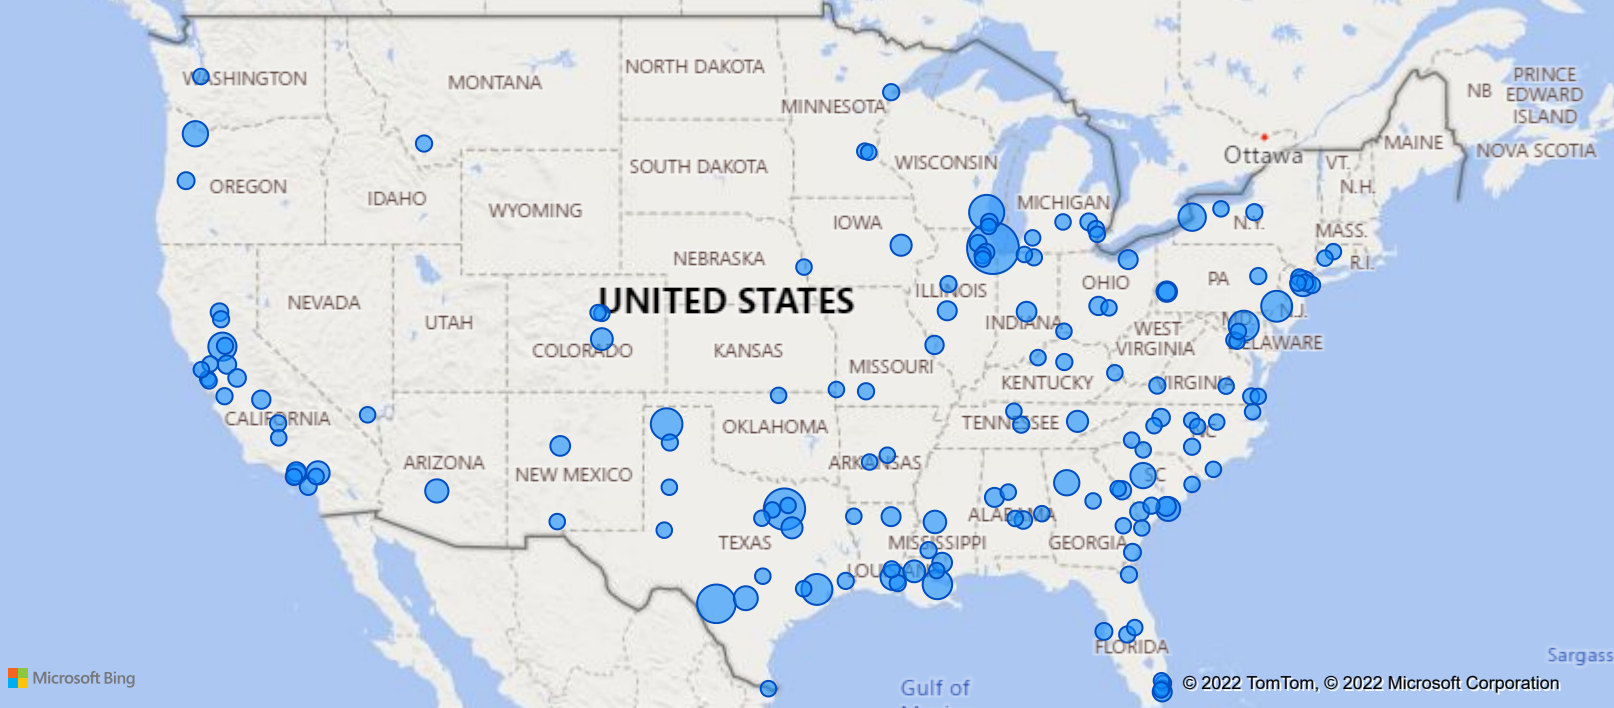 WASHINGTON
MONTANA
NORTH DAKOTA
MINNESOTA
PRINCE
EDWARD
ISLAND
NB
MAINE
NOVA SCOTIA
Ottawa
VT.
N.H.
OREGON
IDAHO
WYOMING
SOUTH DAKOTA
WISCONSIN
MICHIGAN
IOWA
N.Y.
MASS.
R.I.
NEBRASKA
ILLINOIS
OHIO
PA
NEVADA
UTAH
UNITED STATES
COLORADO
KANSAS
MISSOURI
INDIANA
WEST
VIRGINIA
N.J.
DELAWARE
KENTUCKY
VIRGINIA
CALIFORNIA
ARIZONA
NEW MEXICO
OKLAHOMA
ARKANSAS
TENNESSEE
NC
SC
TEXAS
MISSISSIPPI
ALABAMA
GEORGIA
FLORIDA
Gulf of
Sargass
Microsoft Bing
© 2022 TomTom, © 2022 Microsoft Corporation